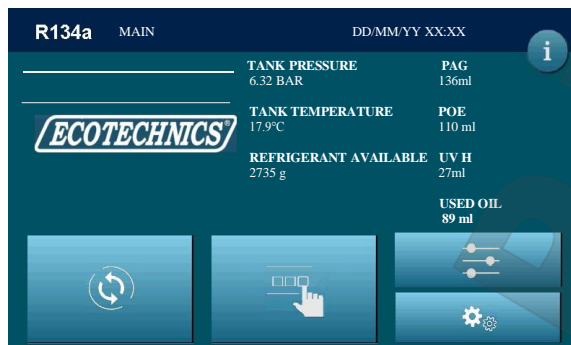 R134a MAIN DD/MM/YY XX:XX
i
TANK PRESSURE PAG
6.32 BAR 136ml
TANK TEMPERATURE POE
17.9°C 110 ml
ECOTECHNICS
REFRIGERANT AVAILABLE UV H
2735 g 27ml
USED OIL
89 ml